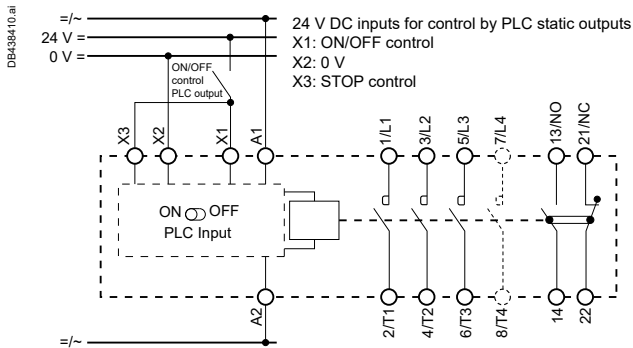 DB438410.ai
=/~
24 V =
0 V =
24 V DC inputs for control by PLC static outputs
X1: ON/OFF control
X2: 0 V
X3: STOP control
ON/OFF
control
PLC output
X3
X2
X1
A1
1/L1
3/L2
5/L3
7/L4
13/NO
21/NC
ON OFF
PLC Input
A2
2/T1
4/T2
6/T3
8/T4
14
22
=/~